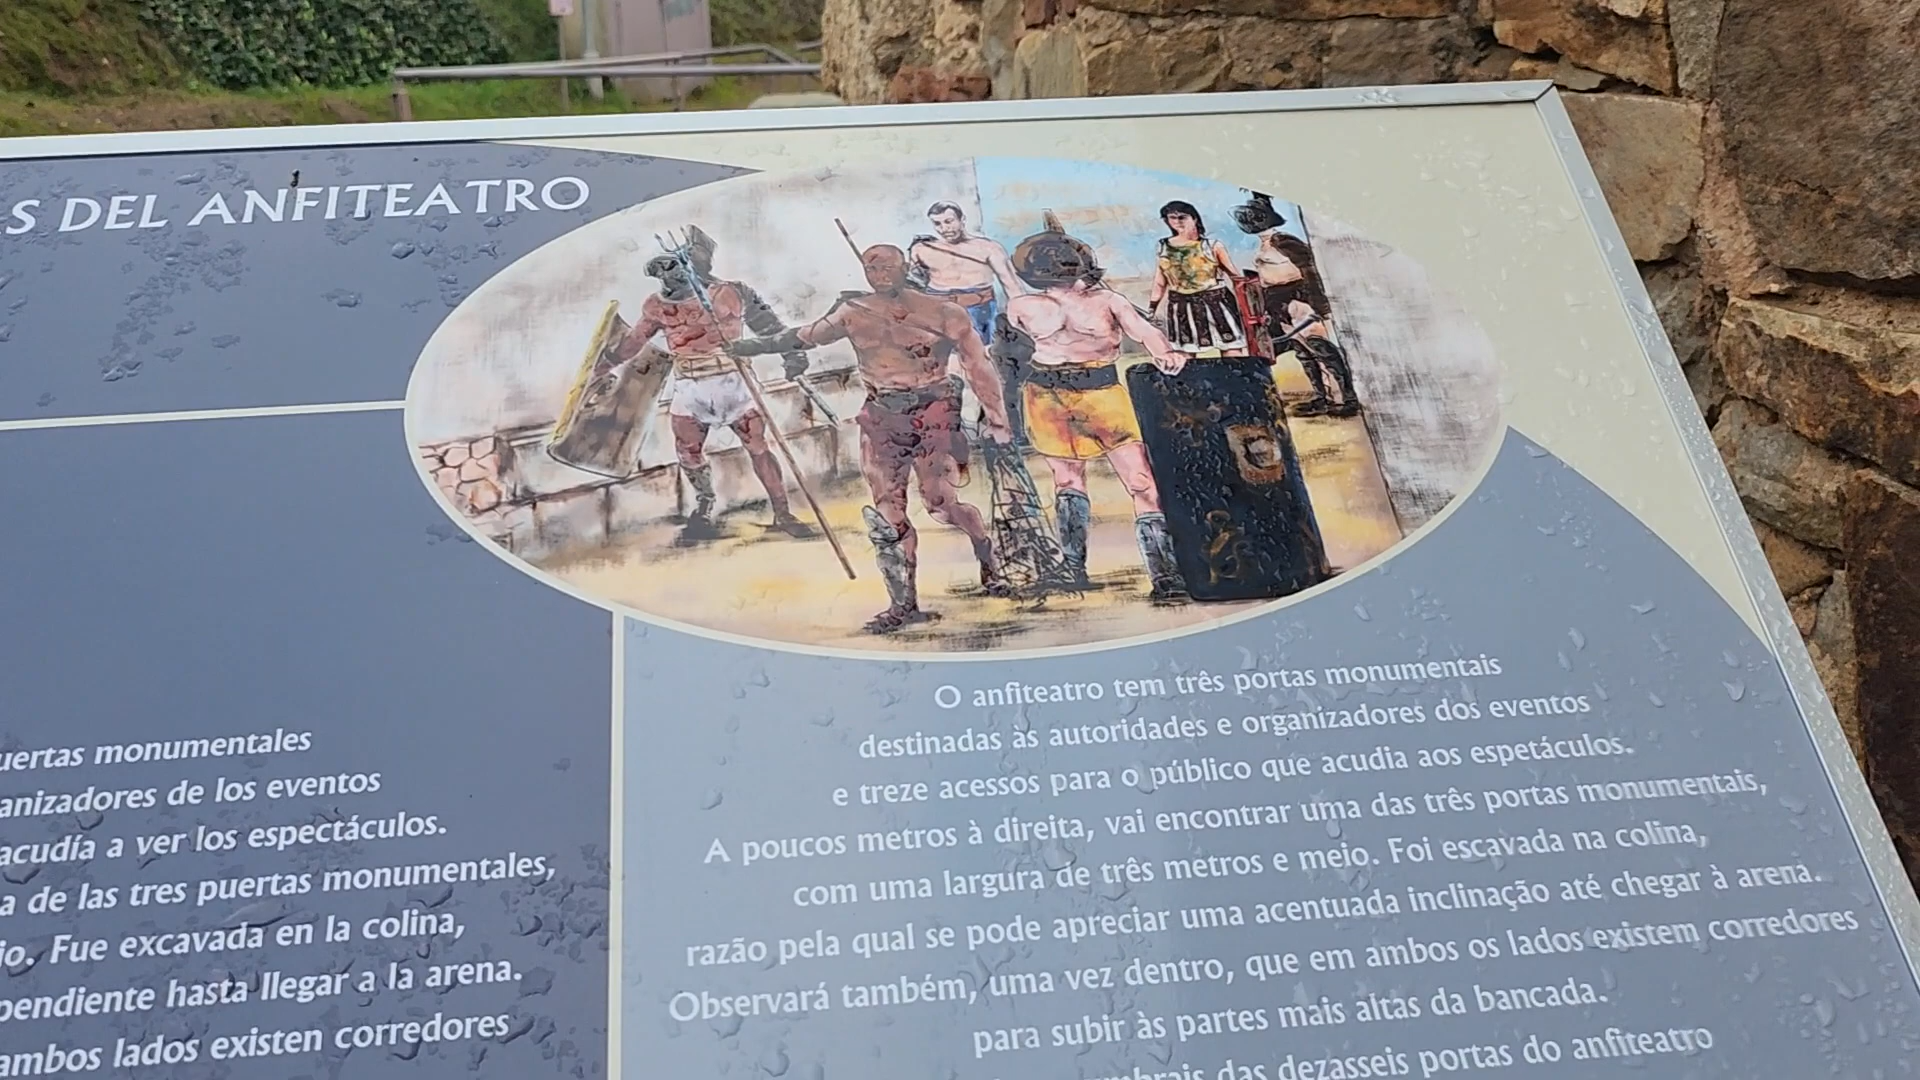 S DEL ANFITEATRO
puertas monumentales
anizadores de los eventos
acudía a ver los espectáculos.
a de las tres puertas monumentales,
io. Fue excavada en la colina,
pendiente hasta llegar a la arena.
ambos lados existen corredores
O anfiteatro tem três portas monumentais
destinadas às autoridades e organizadores dos eventos
e treze acessos para o público que acudia aos espetáculos.
A poucos metros à direita, vai encontrar uma das três portas monumentais,
com uma largura de três metros e meio. Foi escavada na colina,
razão pela qual se pode apreciar uma acentuada inclinação até chegar à arena.
Observará também, uma vez dentro, que em ambos os lados existem corredores
para subir às partes mais altas da bancada.
das dezasseis portas do anfiteatro